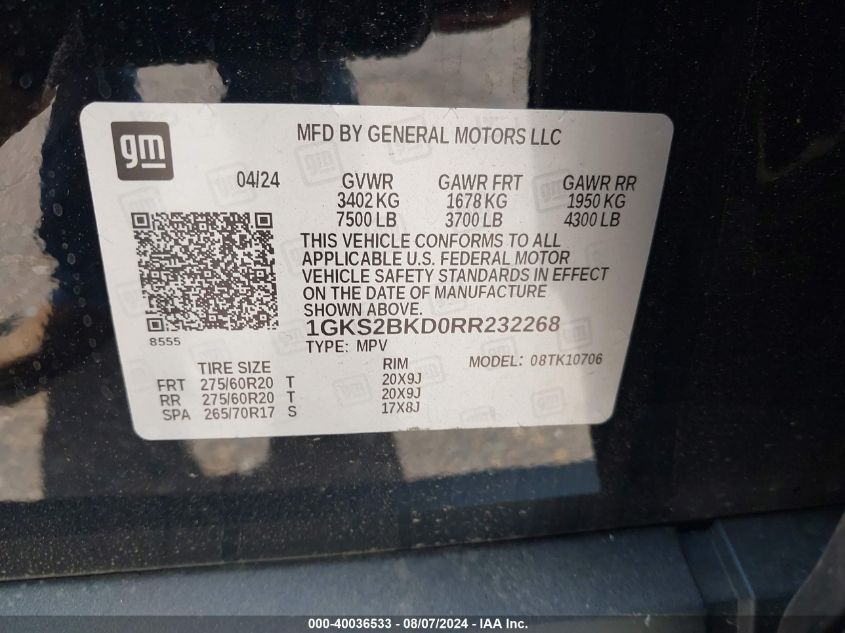 gm
MFD BY GENERAL MOTORS LLC
04/24 GVWR GAWR FRT GAWR RR
3402 KG 1678 KG 1950 KG
7500 LB 3700 LB 4300 LB
THIS VEHICLE CONFORMS TO ALL
APPLICABLE U.S. FEDERAL MOTOR
VEHICLE SAFETY STANDARDS IN EFFECT
ON THE DATE OF MANUFACTURE
SHOWN ABOVE.
8555
1GKS2BKD0RR232268
TYPE: MPV MODEL: 08TK10706
TIRE SIZE RIM
FRT 275/60R20 T 20X9J
RR 275/60R20 T 20X9J
SPA 265/70R17 S 17X8J
000-40036533 - 08/07/2024 - IAA Inc.